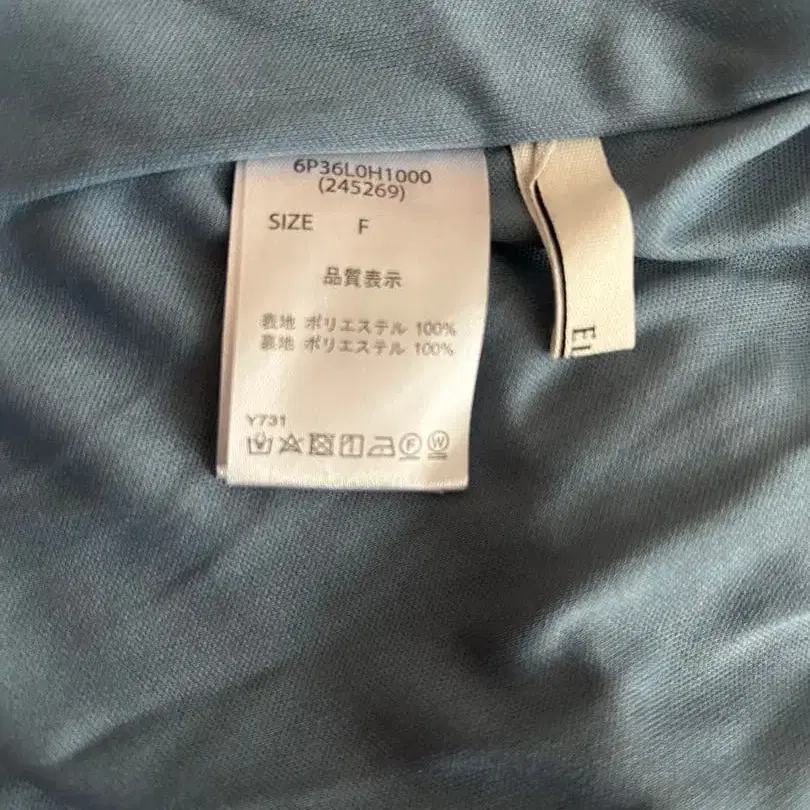 6P36L0H1000
(245269)
SIZE F
品質表示
表地 ポリエステル 100%
裏地 ポリエステル 100%
Y731
F W